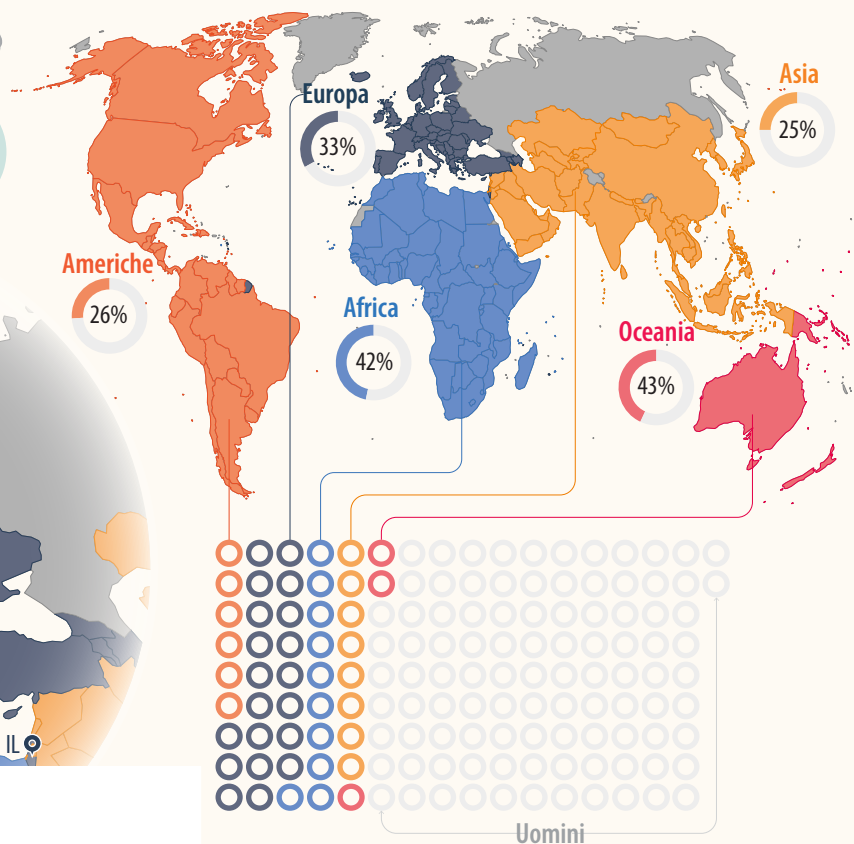 Asia
25%
Europa
33%
Americhe
26%
Africa
42%
Oceania
43%
IL
Uomini